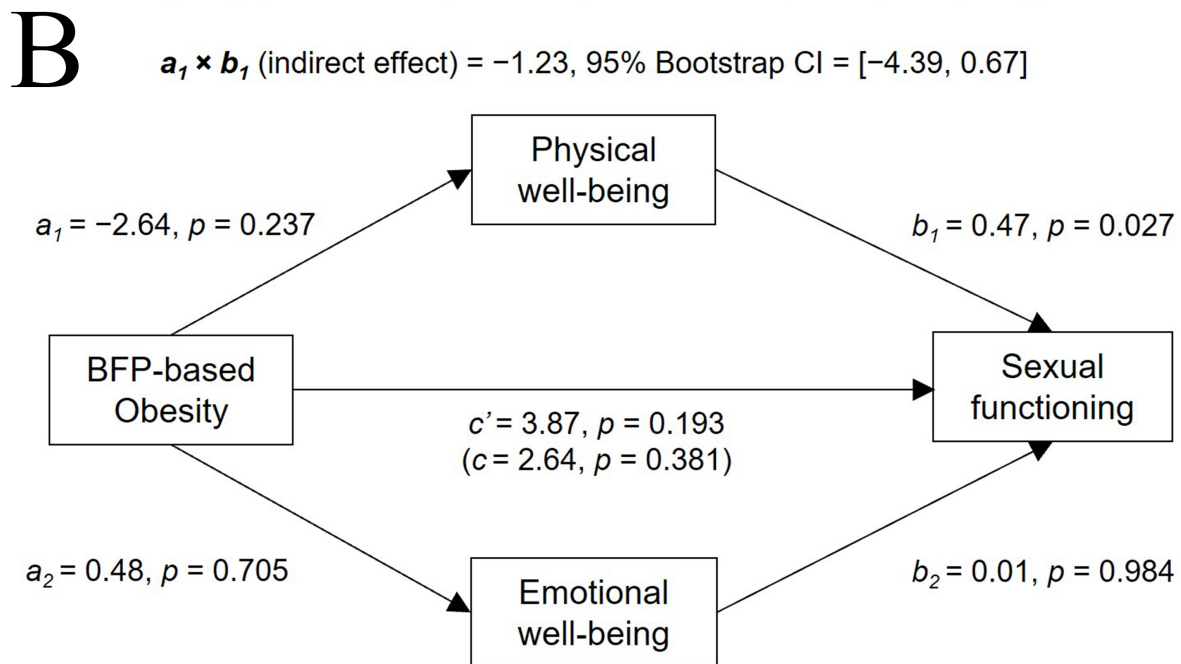 B
a1 × b1 (indirect effect) = −1.23, 95% Bootstrap CI = [−4.39, 0.67]
Physical
well-being
a1 = −2.64, p = 0.237
b1 = 0.47, p = 0.027
BFP-based
Obesity
Sexual
functioning
c’= 3.87, p = 0.193
(c = 2.64, p = 0.381)
a2 = 0.48, p = 0.705
b2 = 0.01, p = 0.984
Emotional
well-being